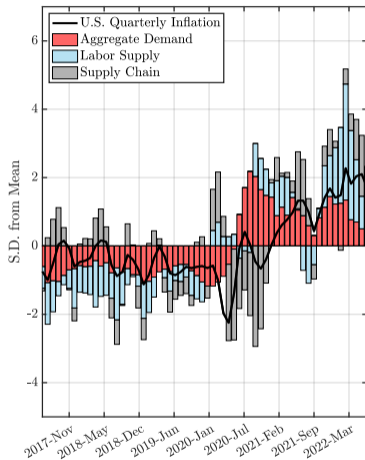 U.S. Quarterly Inflation
Aggregate Demand
Labor Supply
Supply Chain
S.D. from Mean
6
4
2
0
-2
-4
2017-Nov
2018-May
2018-Dec
2019-Jun
2020-Jan
2020-Jul
2021-Feb
2021-Sep
2022-Mar